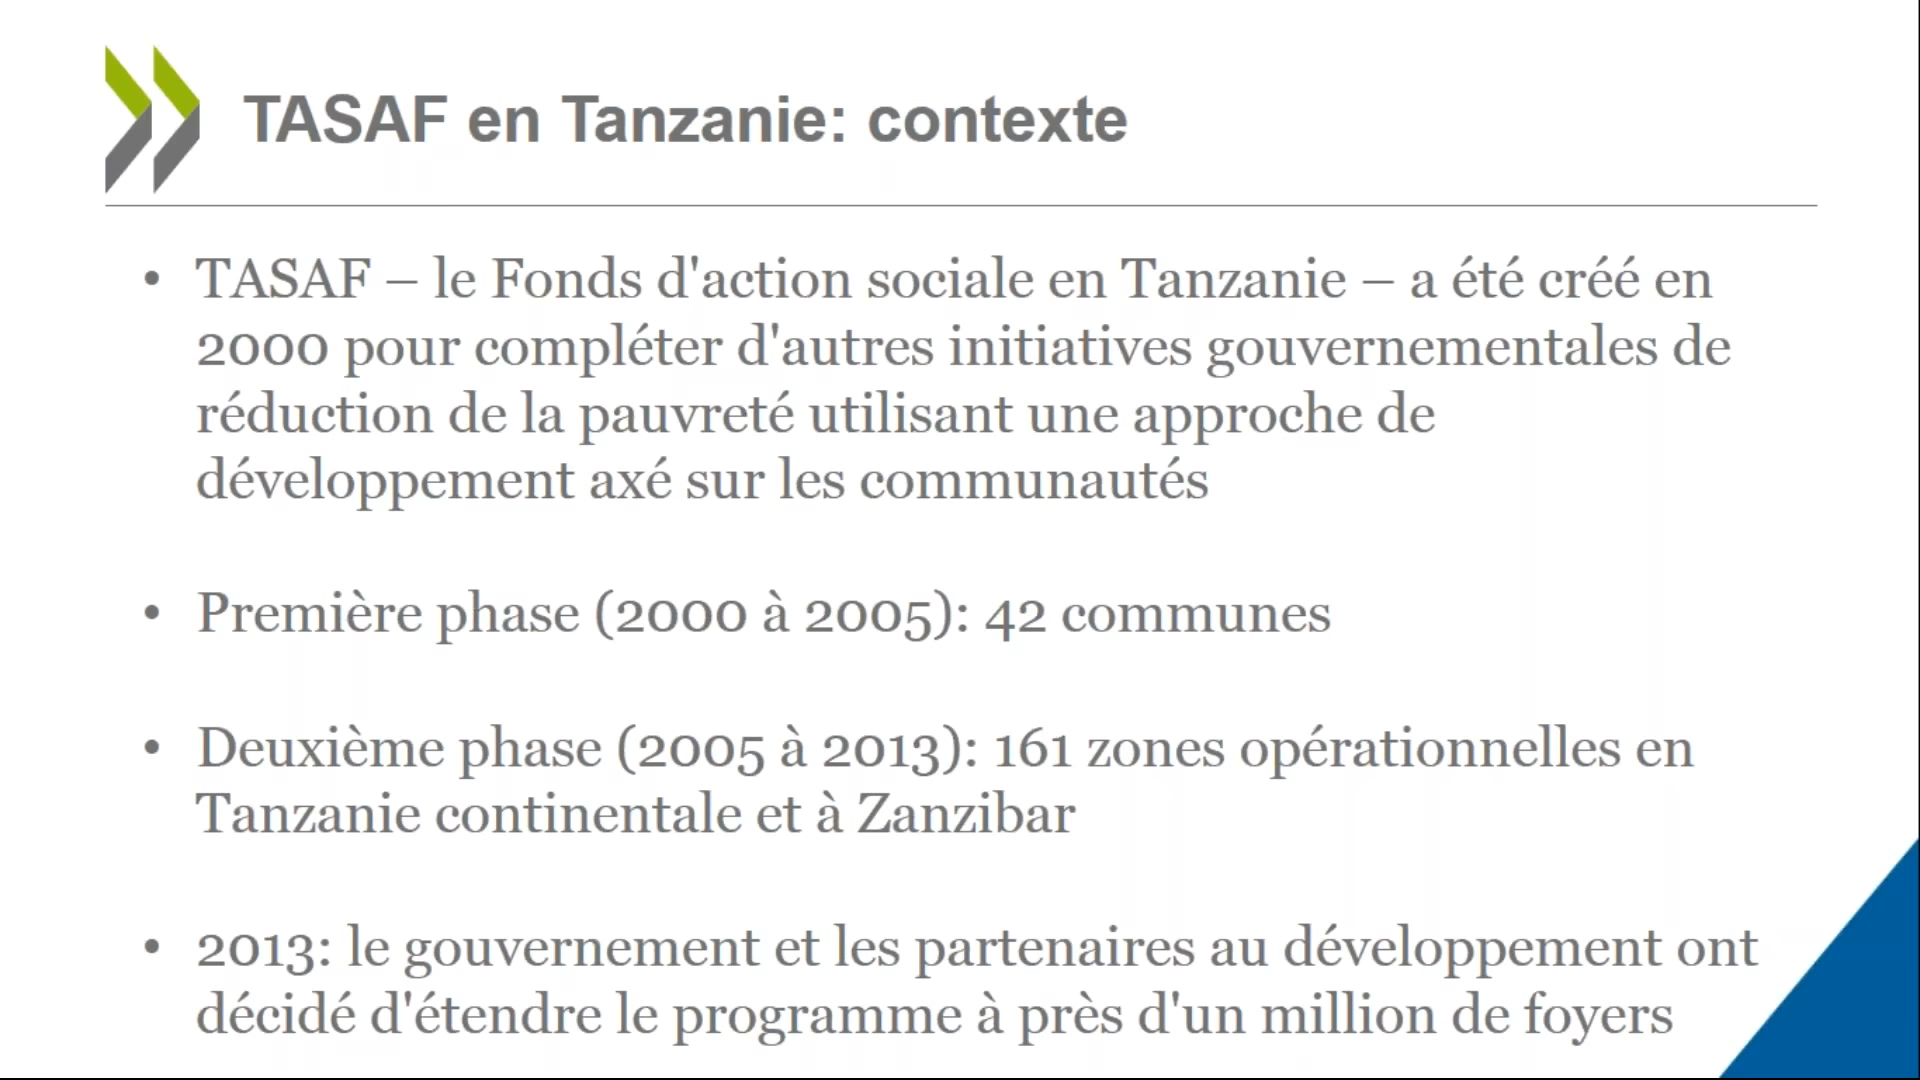 TASAF en Tanzanie: contexte
• TASAF – le Fonds d'action sociale en Tanzanie – a été créé en
2000 pour compléter d'autres initiatives gouvernementales de
réduction de la pauvreté utilisant une approche de
développement axé sur les communautés
• Première phase (2000 à 2005): 42 communes
• Deuxième phase (2005 à 2013): 161 zones opérationnelles en
Tanzanie continentale et à Zanzibar
• 2013: le gouvernement et les partenaires au développement ont
décidé d'étendre le programme à près d'un million de foyers